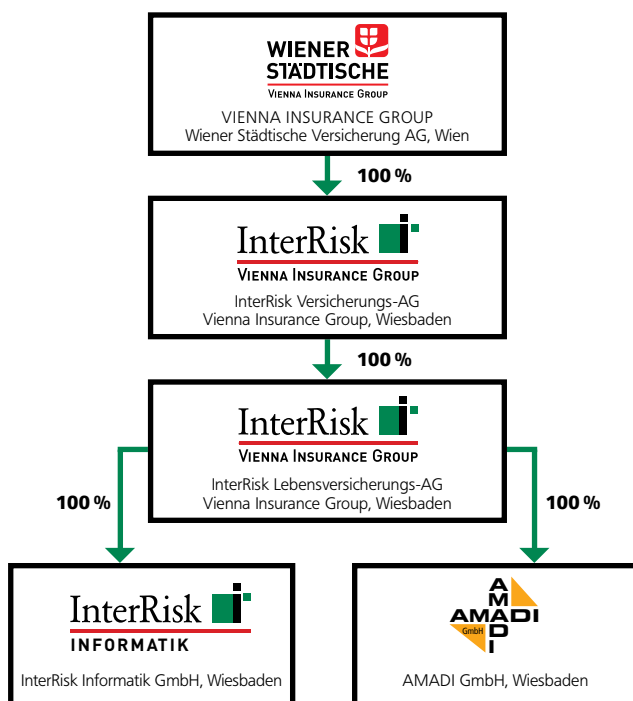 WIENER
STÄDTISCHE
VIENNA INSURANCE GROUP
VIENNA INSURANCE GROUP
Wiener Städtische Versicherung AG, Wien
100 %
InterRisk
VIENNA INSURANCE GROUP
InterRisk Versicherungs-AG
Vienna Insurance Group, Wiesbaden
100 %
InterRisk
VIENNA INSURANCE GROUP
InterRisk Lebensversicherungs-AG
Vienna Insurance Group, Wiesbaden
100 %
100 %
InterRisk
INFORMATIK
InterRisk Informatik GmbH, Wiesbaden
AMADI
AMADI
GmbH
AMADI GmbH, Wiesbaden